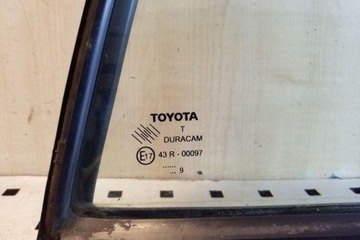 TOYOTA
T
DURACAM
E17 43 R - 00097
......
... 9